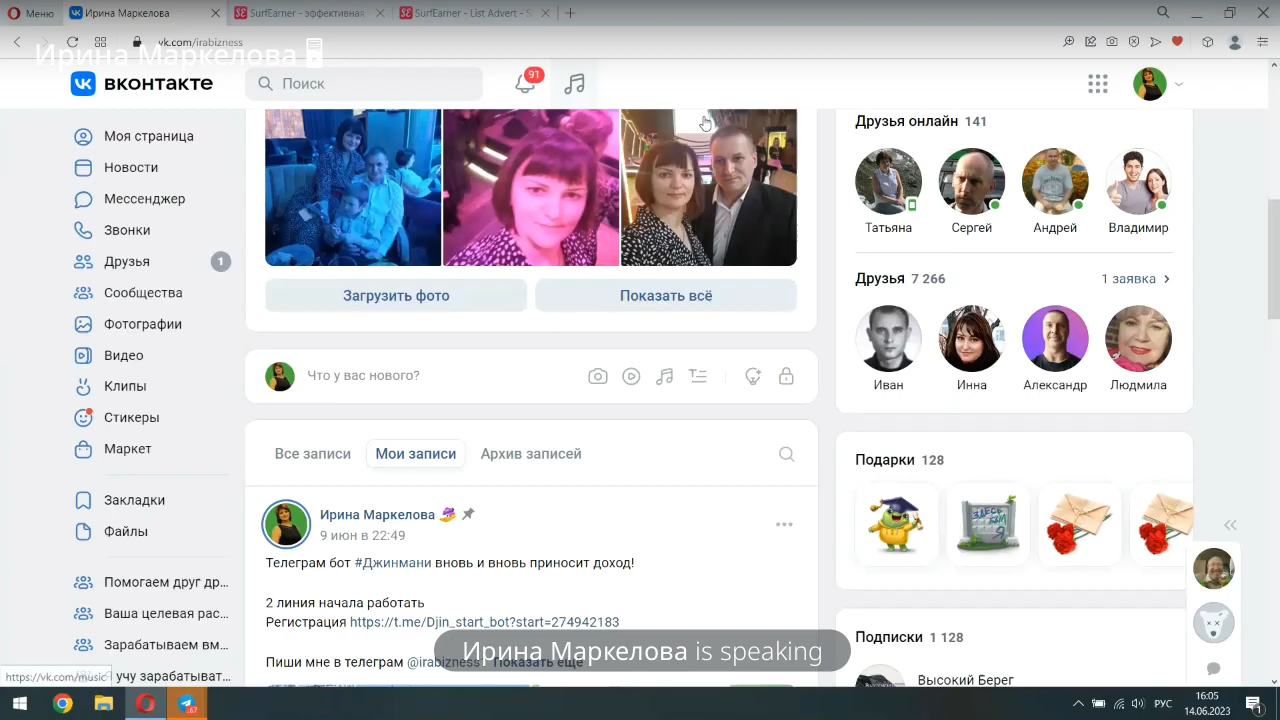 Меню
Ирина Маркелова
SurfEarner - эффективная
SurfEarner - List Advert - S
vk.com/irabizness
Ирина Маркелова
вконтакте
Поиск
91
Моя страница
Новости
Мессенджер
Звонки
Друзья
1
Сообщества
Фотографии
Видео
Клипы
Стикеры
Маркет
Закладки
Файлы
Помогаем друг др...
Ваша целевая рас...
Зарабатываем вм...
учу зарабатыват...
Загрузить фото
Показать всё
Что у вас нового?
Все записи
Мои записи
Архив записей
Ирина Маркелова
9 июн в 22:49
Телеграм бот #Джинмани вновь и вновь приносит доход!
2 линия начала работать
Регистрация https://t.me/Djin_start_bot?start=274942183
Пиши мне в телеграм @irabizness Показать ещё
Ирина Маркелова is speaking
Друзья онлайн 141
Татьяна
Сергей
Андрей
Владимир
Друзья 7 266
1 заявка
Иван
Инна
Александр
Людмила
Подарки 128
ЗДЕСЬ
БЫЛ
Я
Подписки 1 128
Высокий Берег
https://vk.com/music
67
РУС
16:05
14.06.2023
1